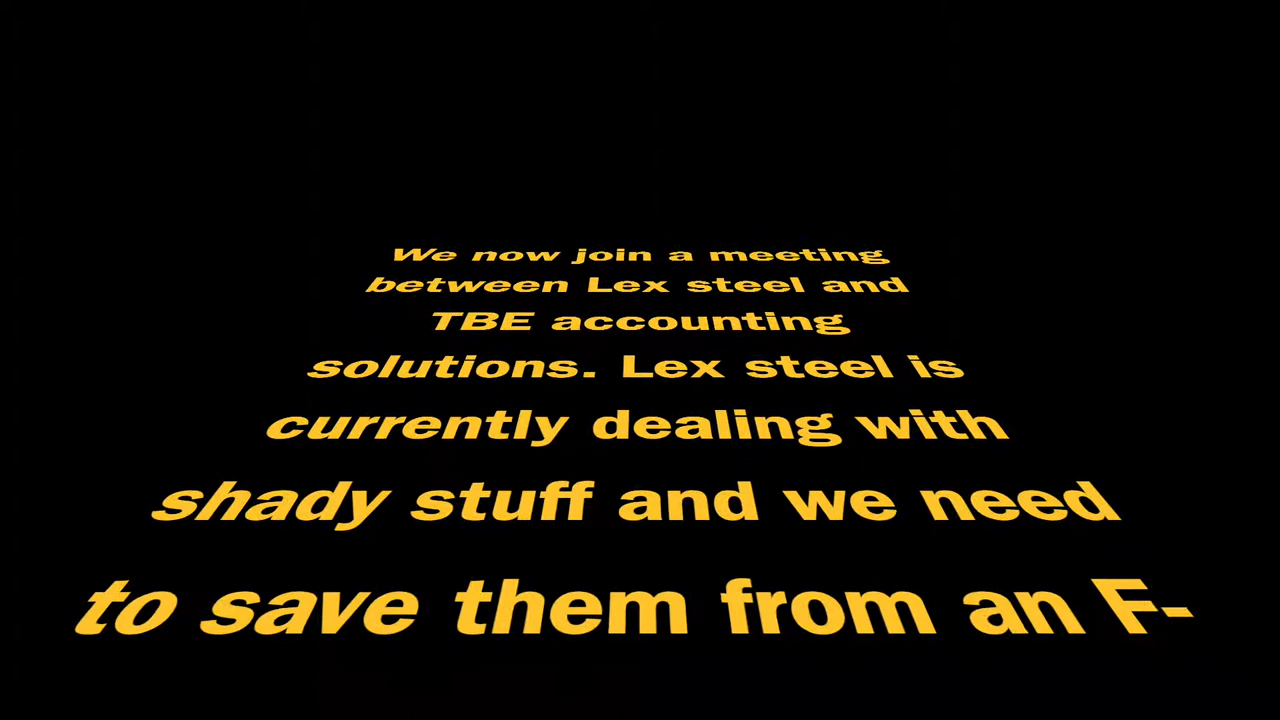 We now join a meeting
between Lex steel and
TBE accounting
solutions. Lex steel is
currently dealing with
shady stuff and we need
to save them from an F-